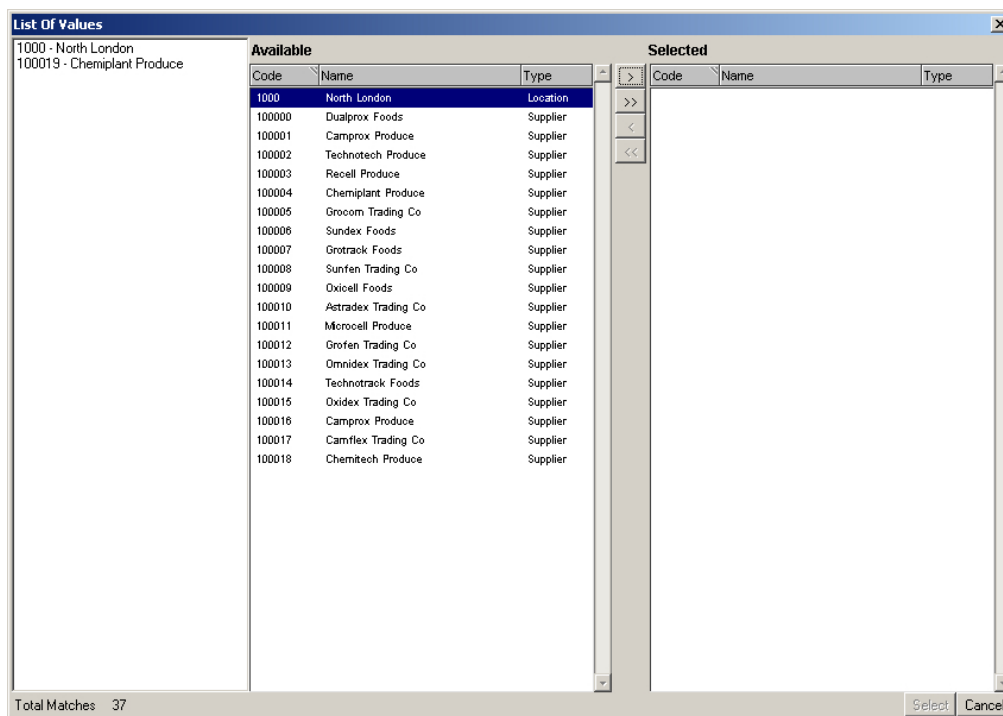 List Of Values
1000 - North London
100019 - Chemiplant Produce
Available
Code Name Type
1000 North London Location
100000 Dualprox Foods Supplier
100001 Camprox Produce Supplier
100002 Technotech Produce Supplier
100003 Recell Produce Supplier
100004 Chemiplant Produce Supplier
100005 Grocom Trading Co Supplier
100006 Sundex Foods Supplier
100007 Grotrack Foods Supplier
100008 Sunfen Trading Co Supplier
100009 Oxicell Foods Supplier
100010 Astradex Trading Co Supplier
100011 Microcell Produce Supplier
100012 Grofen Trading Co Supplier
100013 Omnidex Trading Co Supplier
100014 Technotrack Foods Supplier
100015 Oxidex Trading Co Supplier
100016 Camprox Produce Supplier
100017 Camflex Trading Co Supplier
100018 Chemitech Produce Supplier
>
>>
<
<<
Selected
Code Name Type
Total Matches 37
Select Cancel